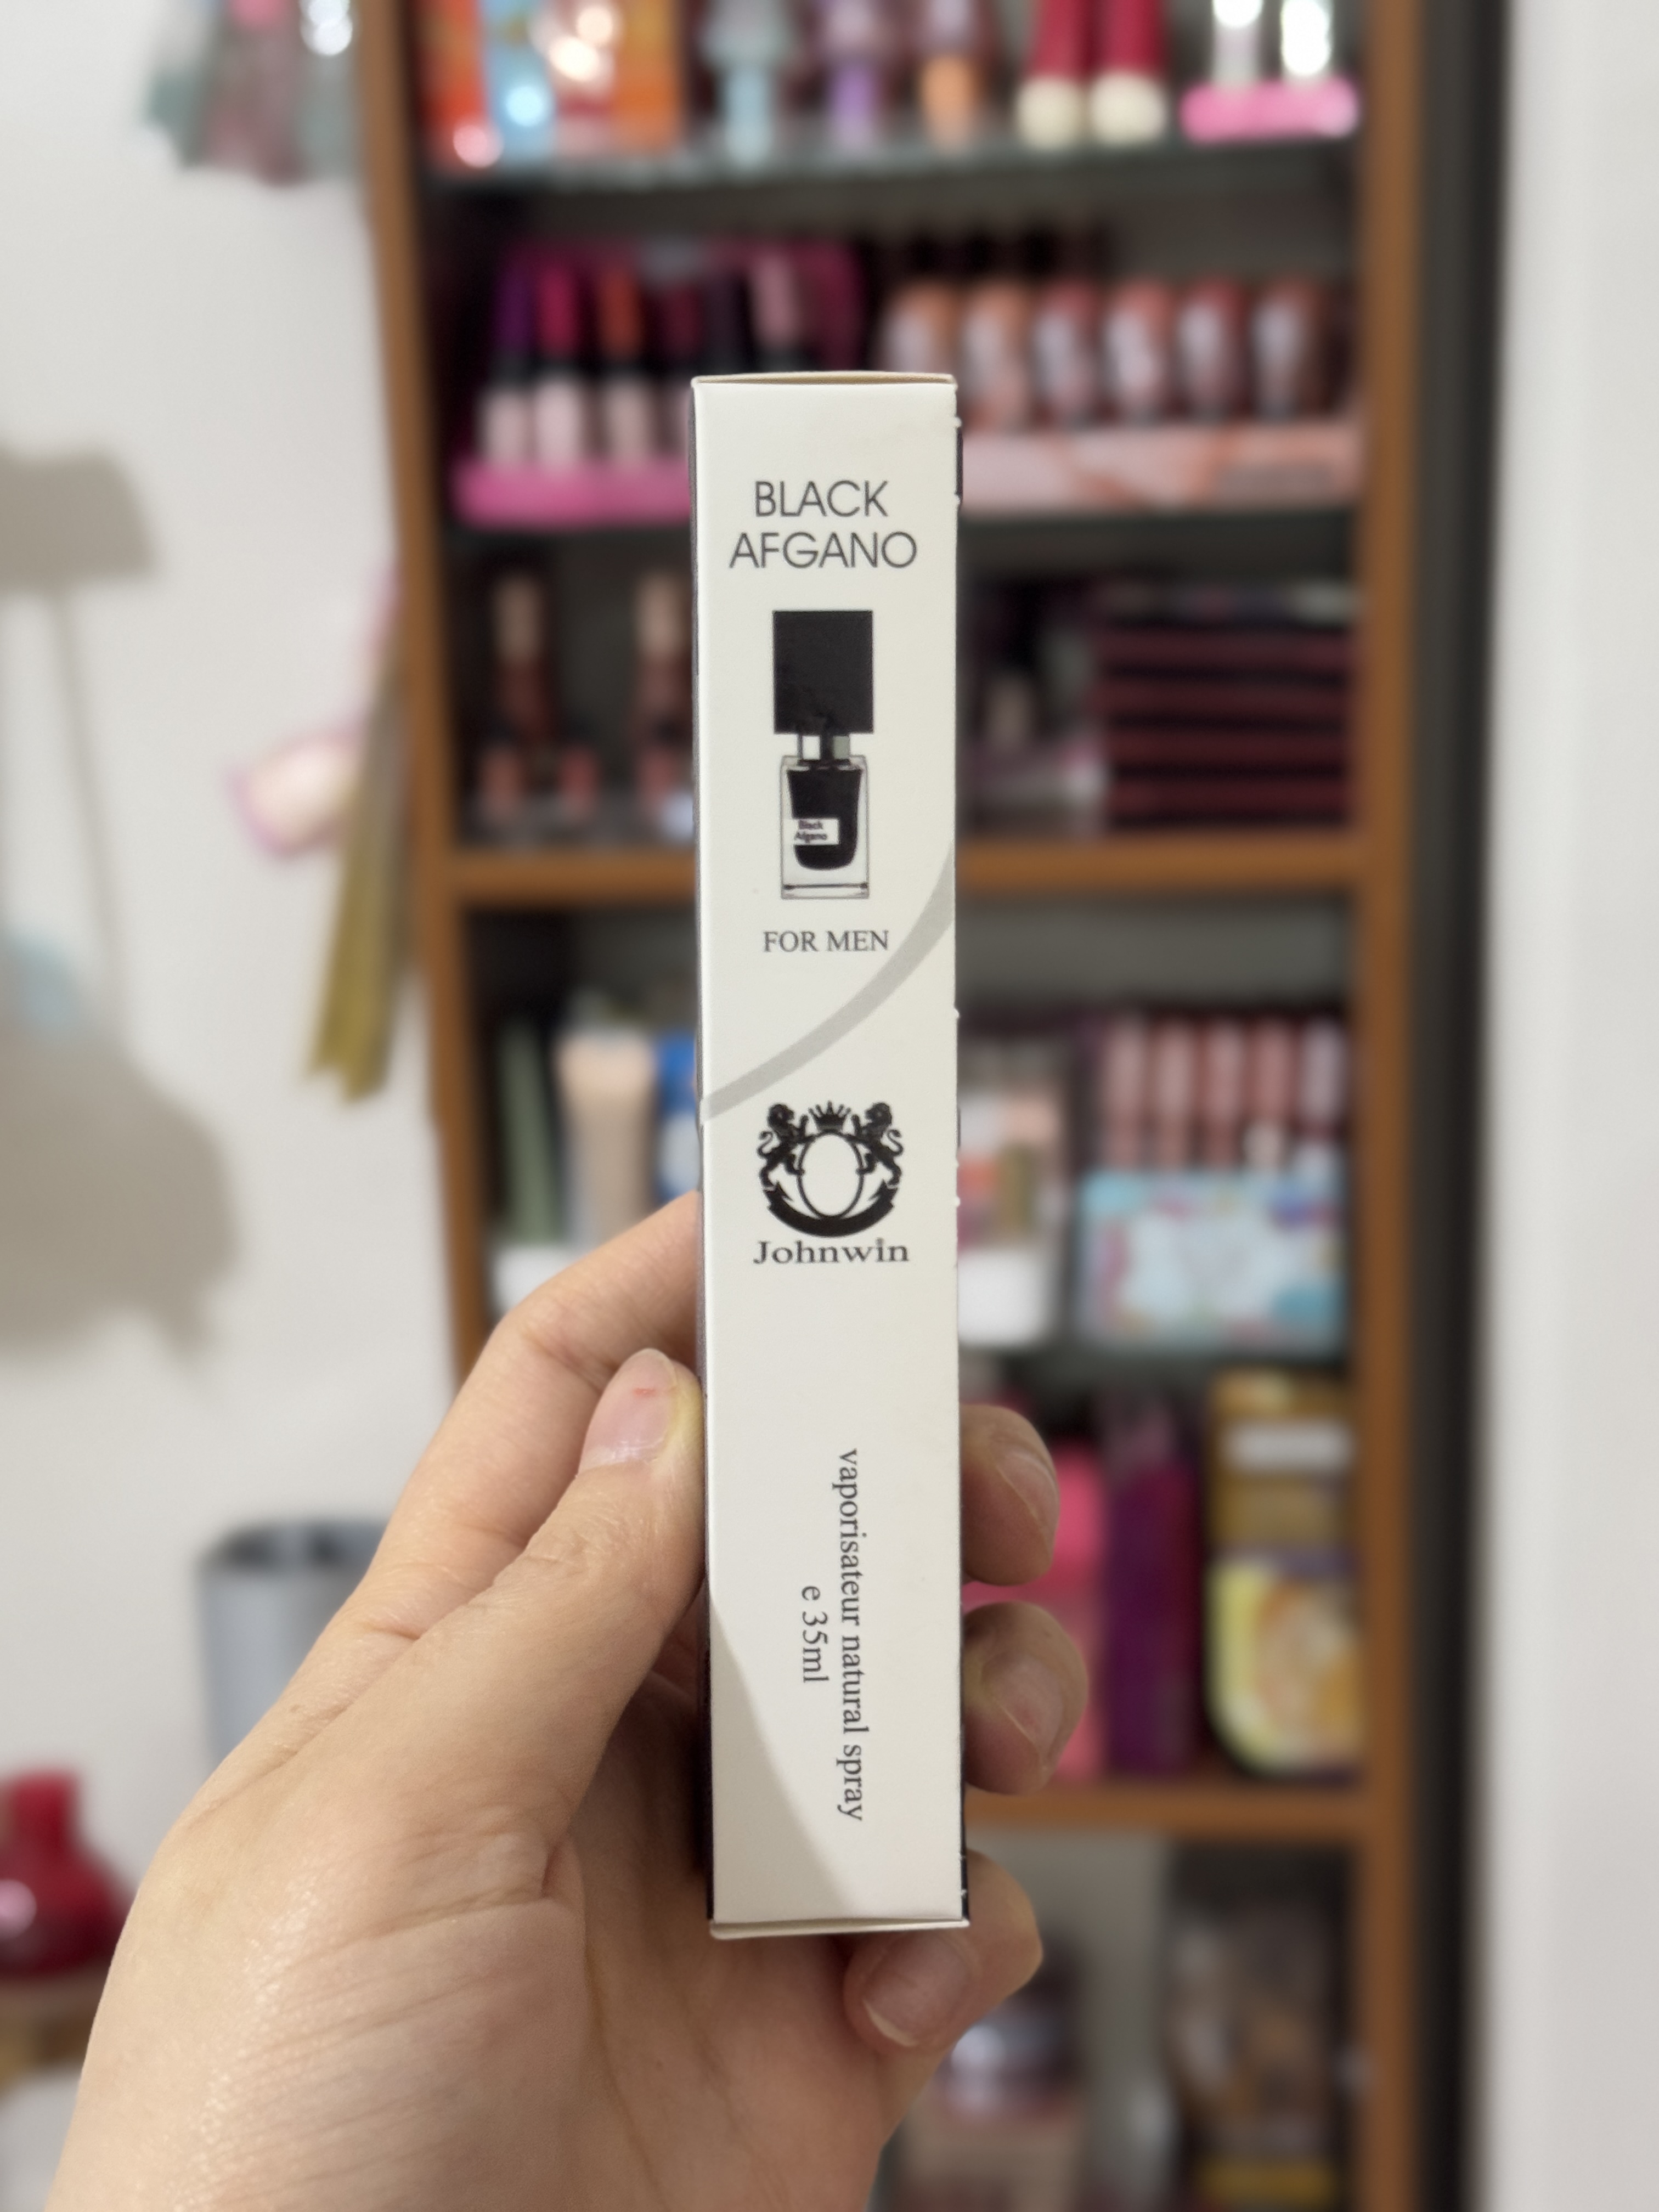 BLACK
AFGANO
Black
Afgano
FOR MEN
Johnwin
vaporisateur natural spray
e 35ml